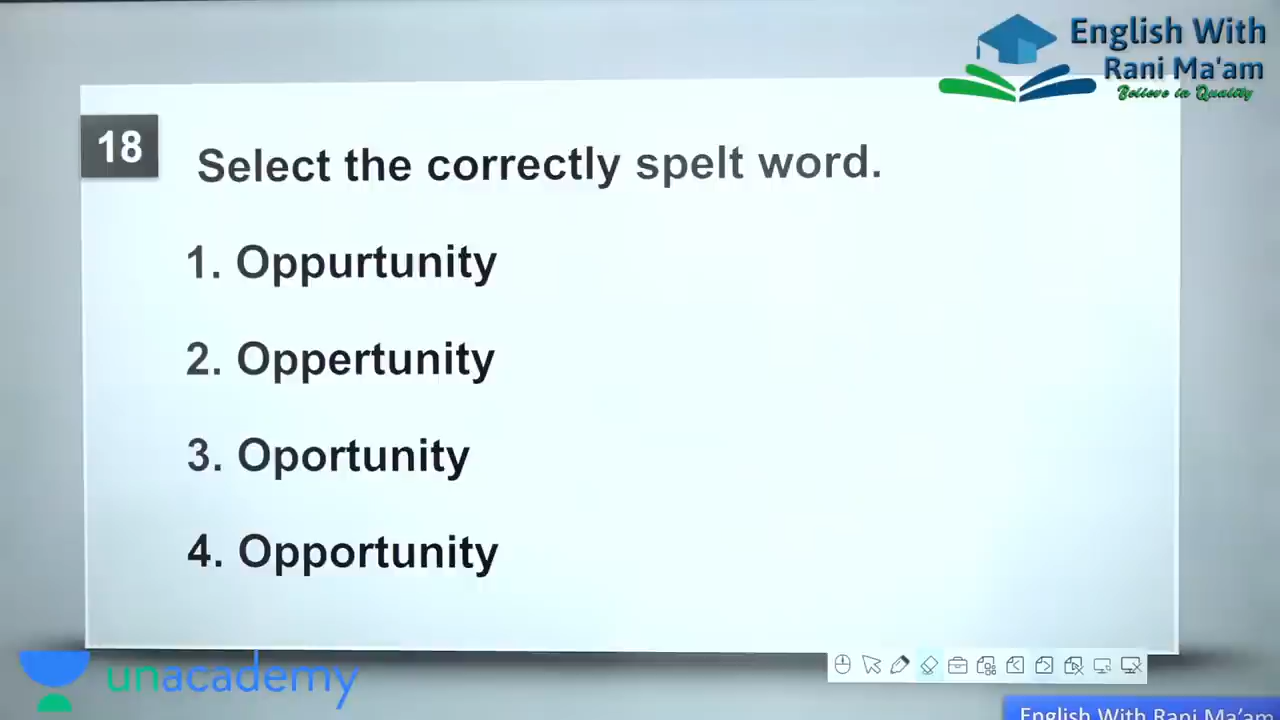 English With
Rani Ma'am
Believe in Quality
18
Select the correctly spelt word.
1. Oppurtunity
2. Oppertunity
3. Oportunity
4. Opportunity
unacademy
English With Rani Ma'am